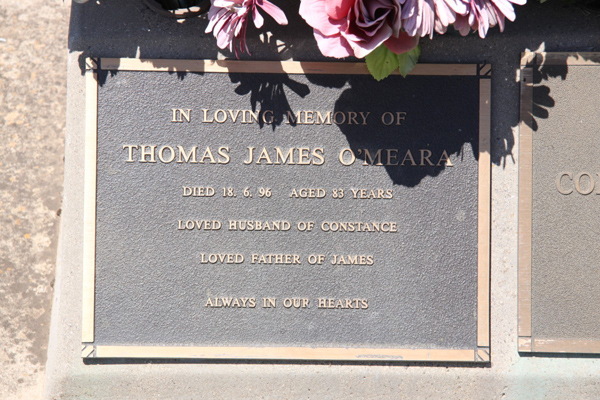 IN LOVING MEMORY OF
THOMAS JAMES O'MEARA
DIED 18. 6. 96 AGED 83 YEARS
LOVED HUSBAND OF CONSTANCE
LOVED FATHER OF JAMES
ALWAYS IN OUR HEARTS